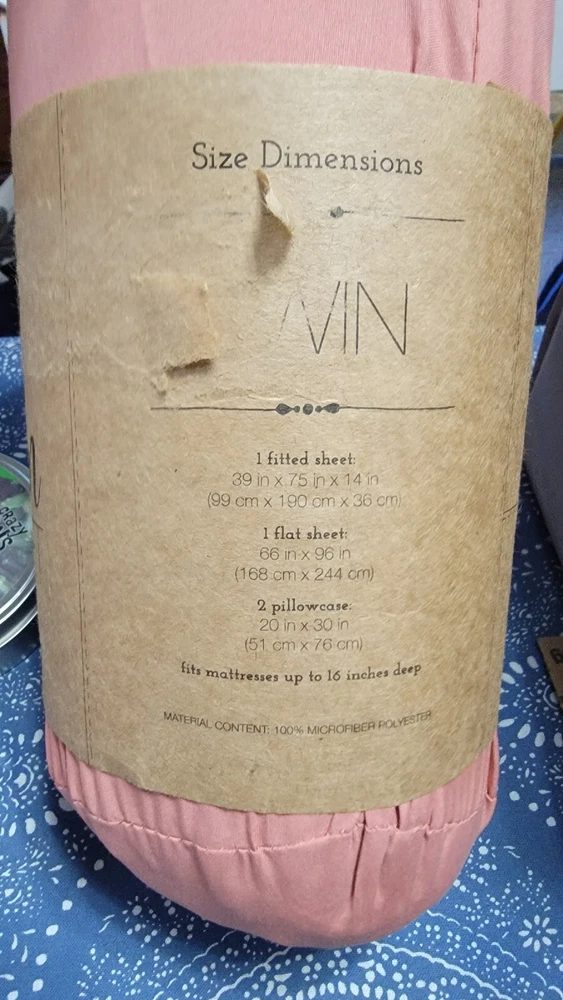 Size Dimensions
WIN
1 fitted sheet:
39 in x 75 in x 14 in
(99 cm x 190 cm x 36 cm)
1 flat sheet:
66 in x 96 in
(168 cm x 244 cm)
2 pillowcase:
20 in x 30 in
(51 cm x 76 cm)
fits mattresses up to 16 inches deep
MATERIAL CONTENT: 100% MICROFIBER POLYESTER
CRAZY